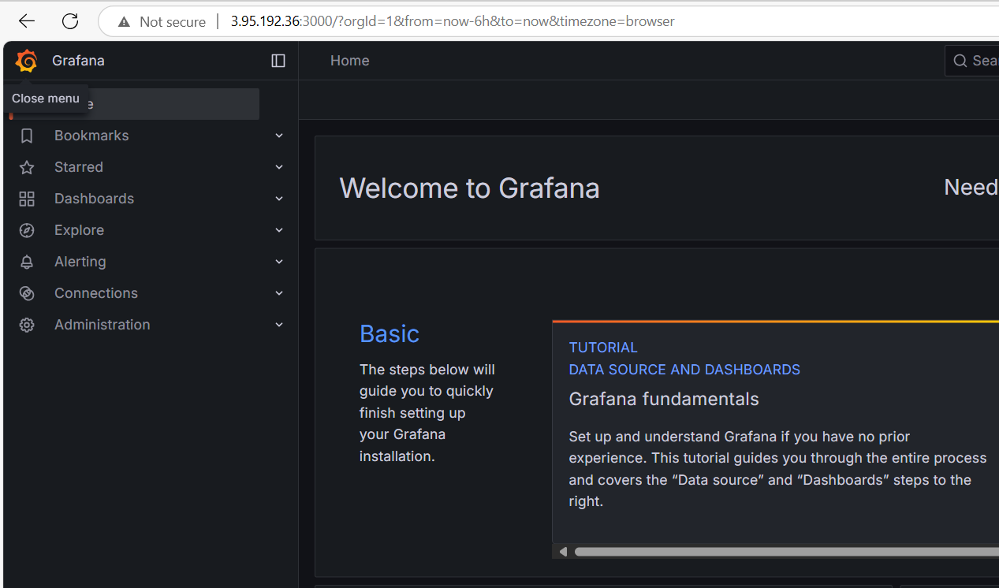 Not secure | 3.95.192.36:3000/?orgId=1&from=now-6h&to=now&timezone=browser
Grafana
Home
Close menu
Bookmarks
Starred
Dashboards
Explore
Alerting
Connections
Administration
Welcome to Grafana
Need
Basic
The steps below will
guide you to quickly
finish setting up
your Grafana
installation.
TUTORIAL
DATA SOURCE AND DASHBOARDS
Grafana fundamentals
Set up and understand Grafana if you have no prior
experience. This tutorial guides you through the entire process
and covers the “Data source” and “Dashboards” steps to the
right.